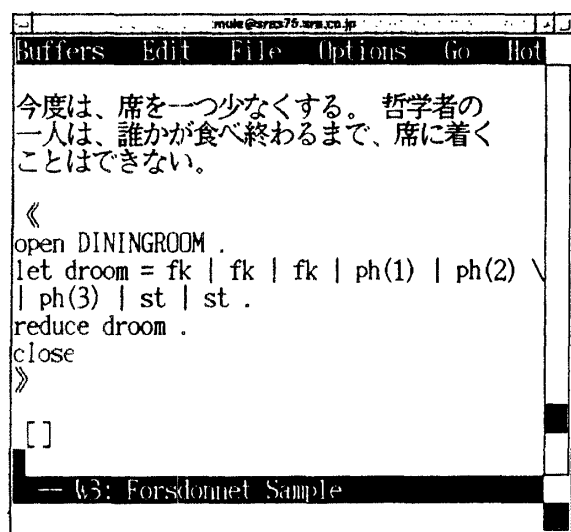 mule@sras75.sra.co.jp
Buffers Edit File Options Go Hot
今度は、席を一つ少なくする。 哲学者の
一人は、誰かが食べ終わるまで、席に着く
ことはできない。
《
open DININGROOM .
let droom = fk | fk | fk | ph(1) | ph(2) \
| ph(3) | st | st .
reduce droom .
close
》
[]
-- W3: Forsdonnet Sample